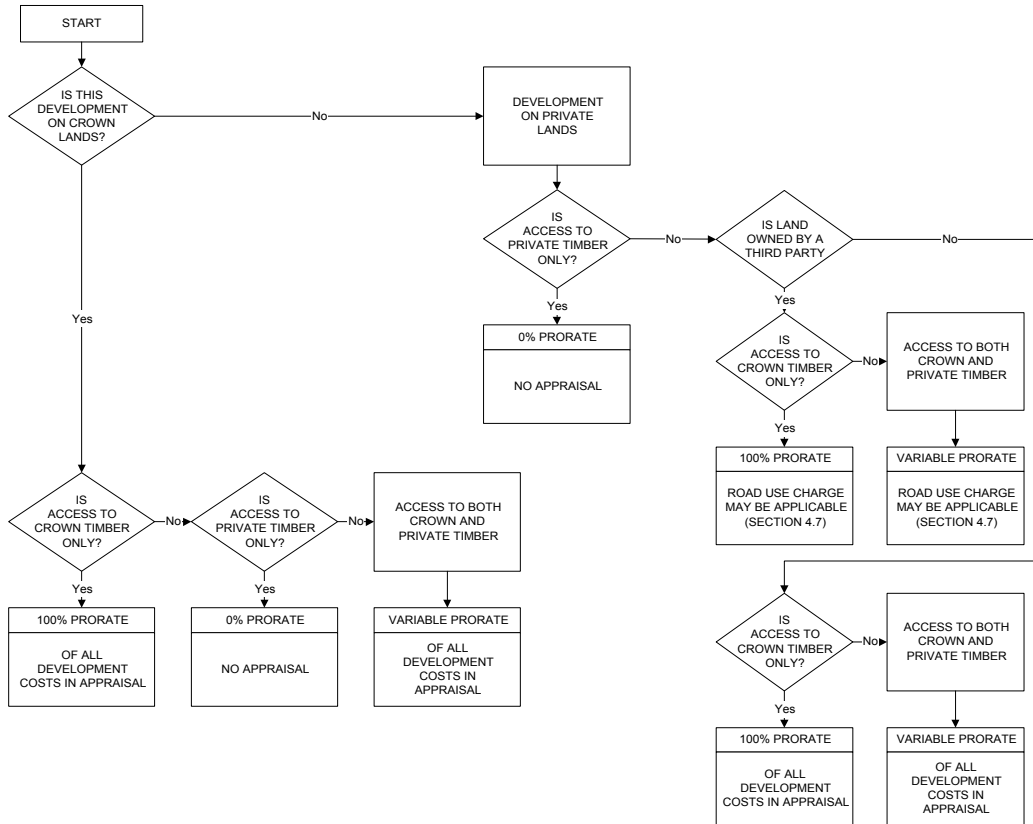 START
IS THIS
DEVELOPMENT
ON CROWN
LANDS?
No
DEVELOPMENT
ON PRIVATE
LANDS
IS
ACCESS TO
PRIVATE TIMBER
ONLY?
No
IS LAND
OWNED BY A
THIRD PARTY
No
Yes
Yes
Yes
0% PRORATE
NO APPRAISAL
IS
ACCESS TO
CROWN TIMBER
ONLY?
No
ACCESS TO BOTH
CROWN AND
PRIVATE TIMBER
Yes
100% PRORATE
ROAD USE CHARGE
MAY BE APPLICABLE
(SECTION 4.7)
VARIABLE PRORATE
ROAD USE CHARGE
MAY BE APPLICABLE
(SECTION 4.7)
IS
ACCESS TO
CROWN TIMBER
ONLY?
No
IS
ACCESS TO
PRIVATE TIMBER
ONLY?
No
ACCESS TO BOTH
CROWN AND
PRIVATE TIMBER
Yes
Yes
100% PRORATE
OF ALL
DEVELOPMENT
COSTS IN APPRAISAL
0% PRORATE
NO APPRAISAL
VARIABLE PRORATE
OF ALL
DEVELOPMENT
COSTS IN
APPRAISAL
IS
ACCESS TO
CROWN TIMBER
ONLY?
No
ACCESS TO BOTH
CROWN AND
PRIVATE TIMBER
Yes
100% PRORATE
OF ALL
DEVELOPMENT
COSTS IN APPRAISAL
VARIABLE PRORATE
OF ALL
DEVELOPMENT
COSTS IN
APPRAISAL